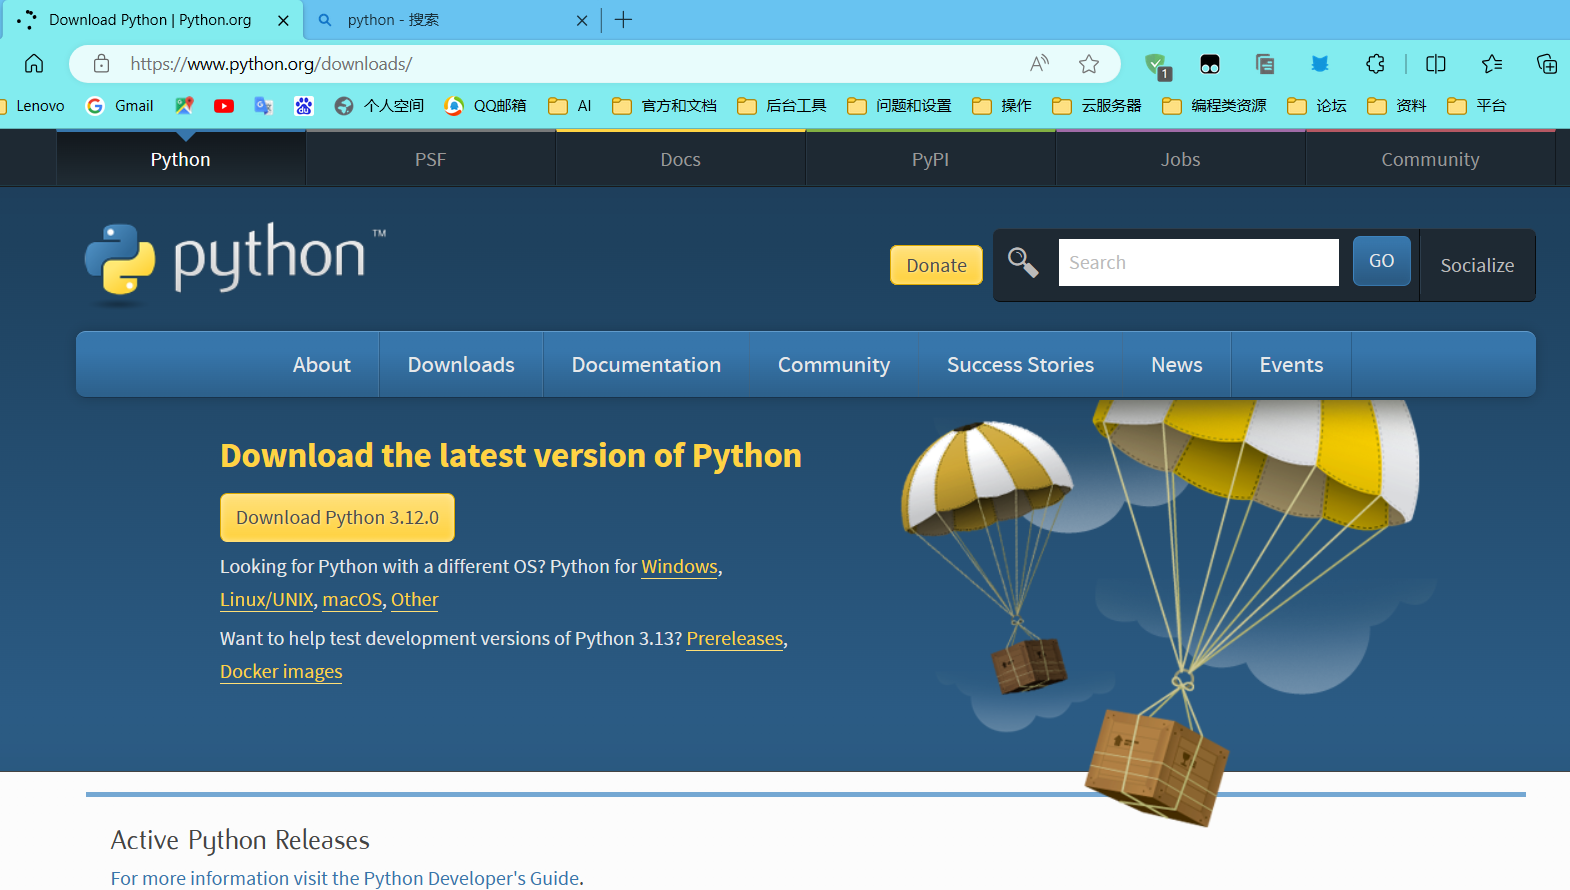 Download Python | Python.org
python - 搜索
https://www.python.org/downloads/
A
1
Lenovo
Gmail
个人空间
QQ邮箱
AI
官方和文档
后台工具
问题和设置
操作
云服务器
编程类资源
论坛
资料
平台
Python
PSF
Docs
PyPI
Jobs
Community
python™
Donate
Search
GO
Socialize
About
Downloads
Documentation
Community
Success Stories
News
Events
Download the latest version of Python
Download Python 3.12.0
Looking for Python with a different OS? Python for Windows,
Linux/UNIX, macOS, Other
Want to help test development versions of Python 3.13? Prereleases,
Docker images
Active Python Releases
For more information visit the Python Developer's Guide.